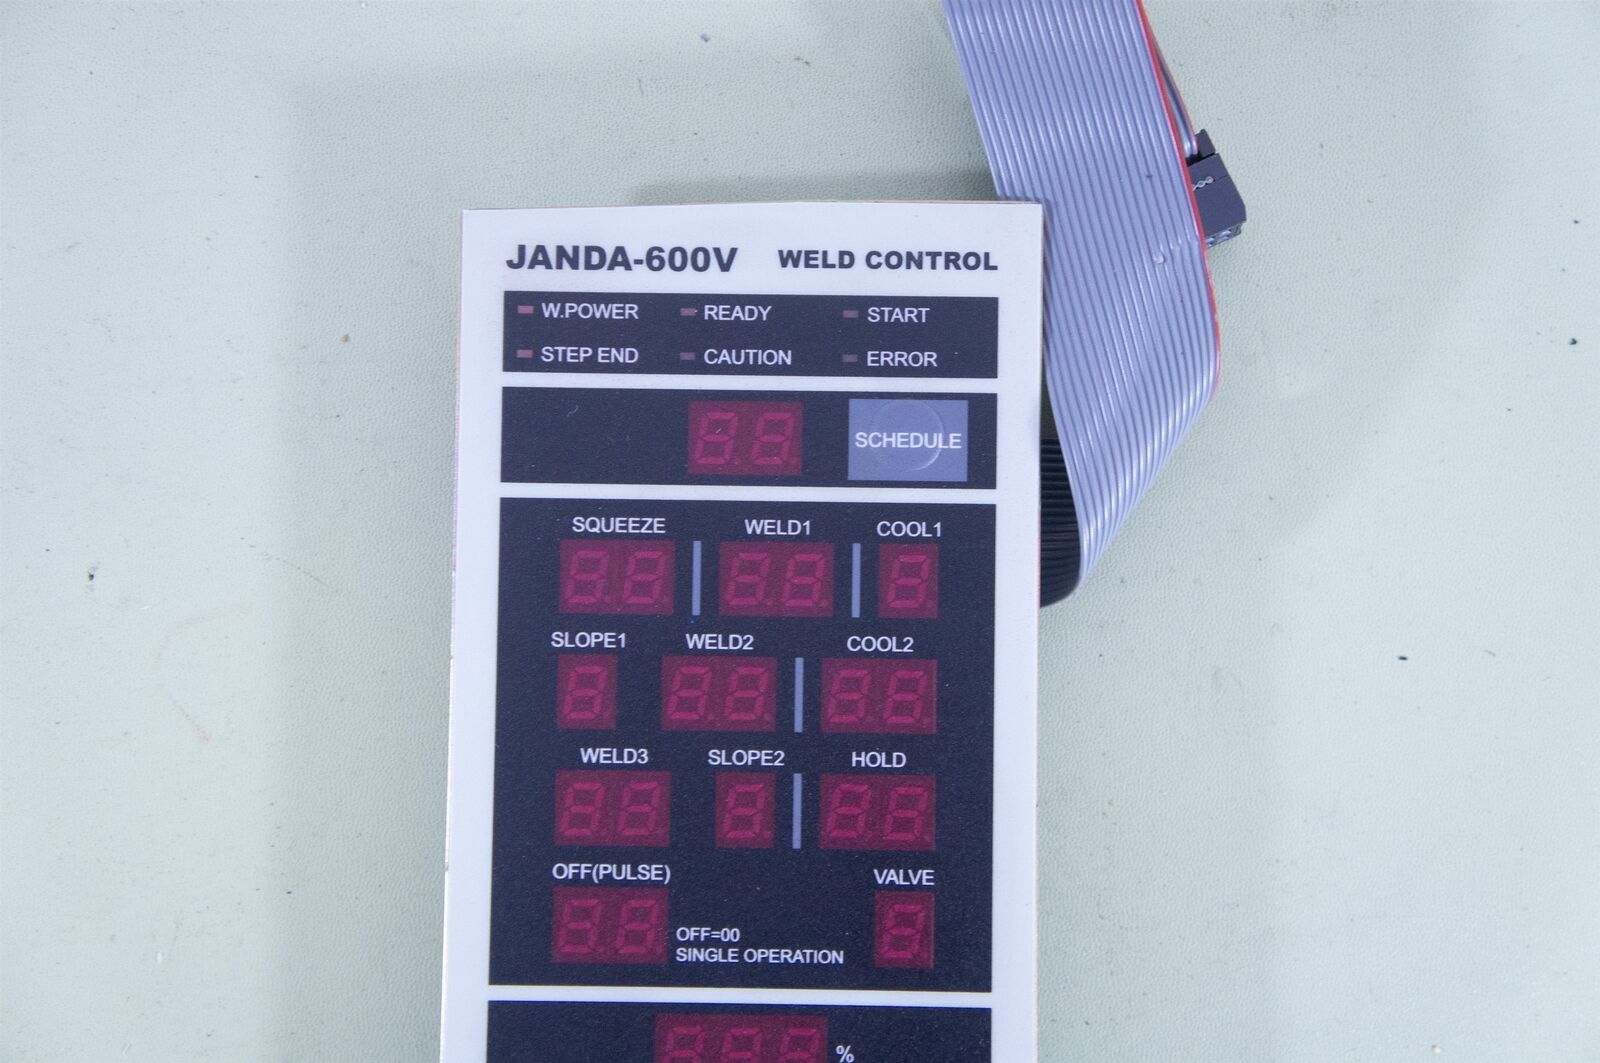 JANDA-600V WELD CONTROL
W.POWER READY START
STEP END CAUTION ERROR
SCHEDULE
SQUEEZE WELD1 COOL1
SLOPE1 WELD2 COOL2
WELD3 SLOPE2 HOLD
OFF(PULSE) VALVE
OFF=00
SINGLE OPERATION
%